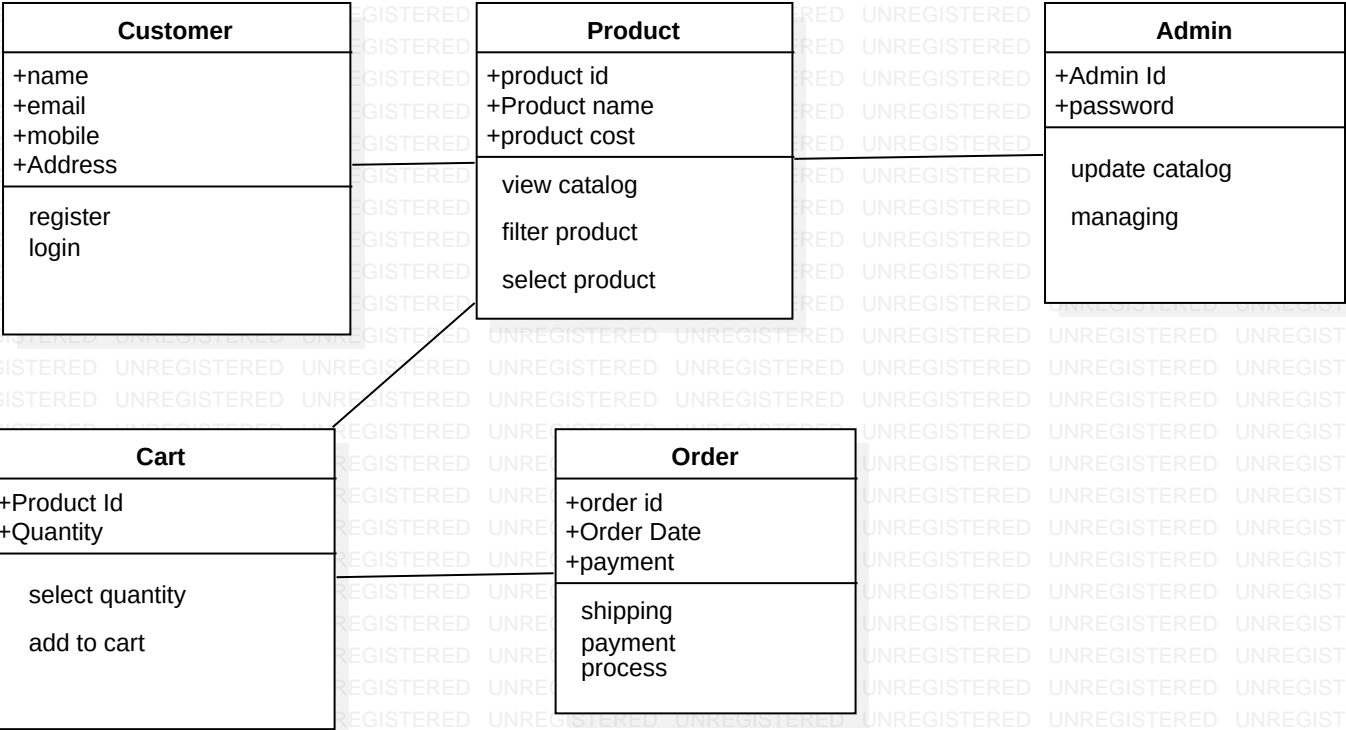 Customer
+name
+email
+mobile
+Address
register
login
Product
+product id
+Product name
+product cost
view catalog
filter product
select product
Admin
+Admin Id
+password
update catalog
managing
Cart
+Product Id
+Quantity
select quantity
add to cart
Order
+order id
+Order Date
+payment
shipping
payment
process
UNREGISTERED